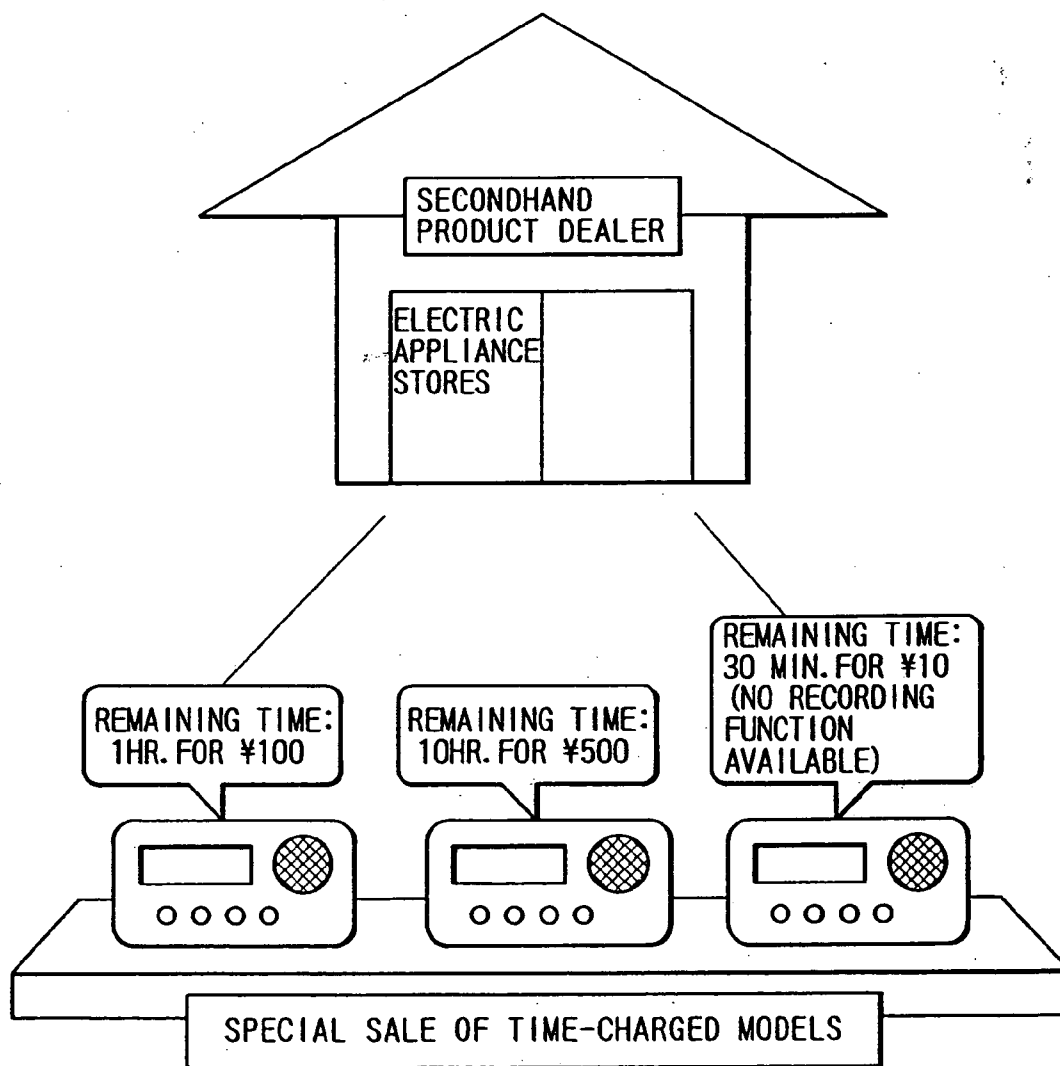 SECONDHAND
PRODUCT DEALER
ELECTRIC
APPLIANCE
STORES
REMAINING TIME:
1HR. FOR ¥100
REMAINING TIME:
10HR. FOR ¥500
REMAINING TIME:
30 MIN. FOR ¥10
(NO RECORDING
FUNCTION
AVAILABLE)
SPECIAL SALE OF TIME-CHARGED MODELS